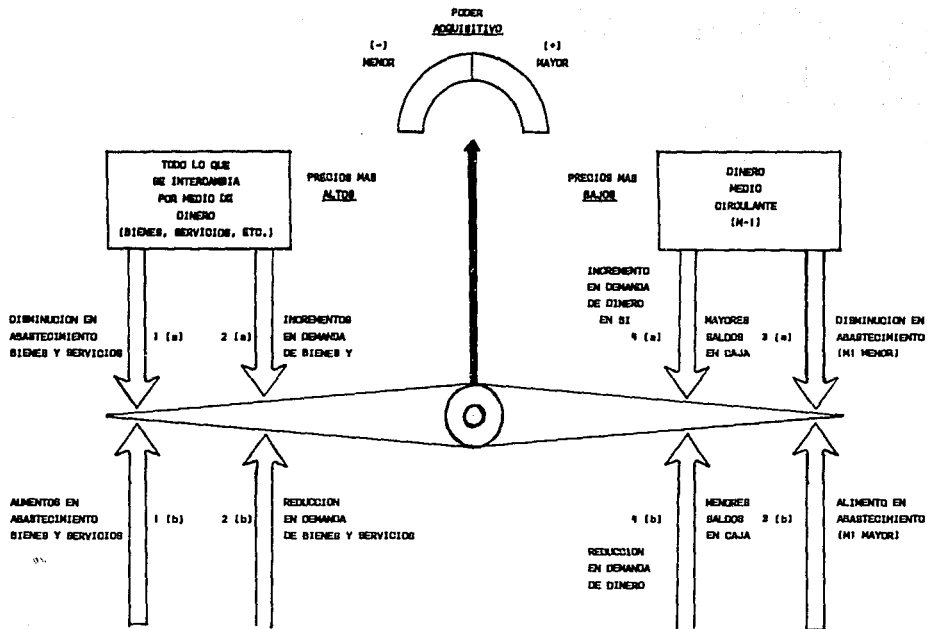 PODER
ADQUISITIVO
(-)
MENOR
(+)
MAYOR
TODO LO QUE
SE INTERCAMBIA
POR MEDIO DE
DINERO
(BIENES, SERVICIOS, ETC.)
PRECIOS MAS
ALTOS
PRECIOS MAS
BAJOS
DINERO
MEDIO
CIRCULANTE
(M-1)
DISMINUCION EN
ABASTECIMIENTO
BIENES Y SERVICIOS
1 (a)
2 (a)
INCREMENTOS
EN DEMANDA
DE BIENES Y
INCREMENTO
EN DEMANDA
DE DINERO
EN SI
4 (a)
MAYORES
SALDOS
EN CAJA
3 (a)
DISMINUCION EN
ABASTECIMIENTO
(M1 MENOR)
AUMENTOS EN
ABASTECIMIENTO
BIENES Y SERVICIOS
1 (b)
2 (b)
REDUCCION
EN DEMANDA
DE BIENES Y SERVICIOS
4 (b)
REDUCCION
EN DEMANDA
DE DINERO
MENORES
SALDOS
EN CAJA
3 (b)
ALIMENTO EN
ABASTECIMIENTO
(M1 MAYOR)